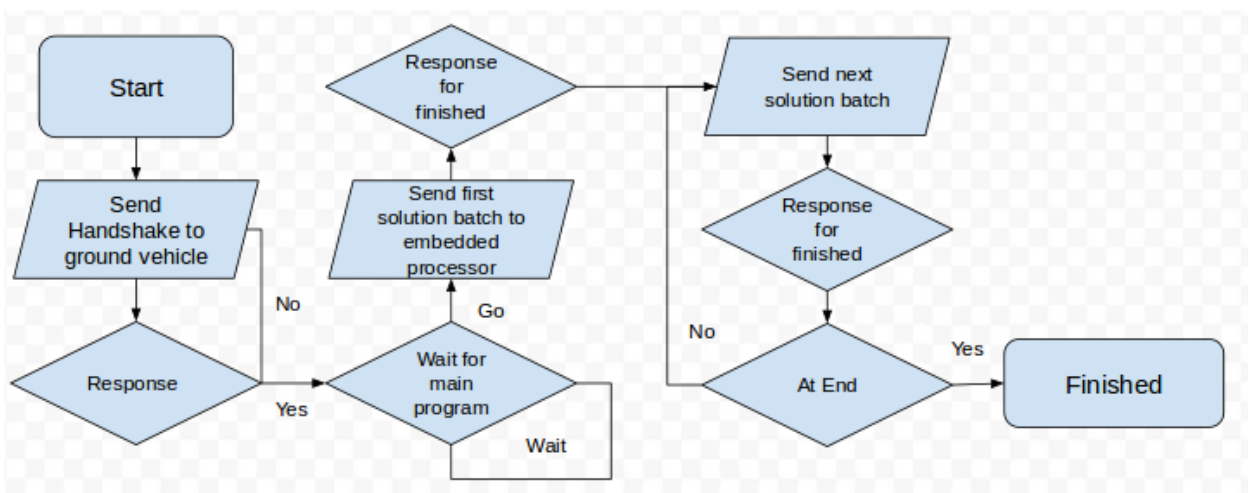 Start
Send
Handshake to
ground vehicle
No
Response
Yes
Wait for
main
program
Wait
Go
Send first
solution batch to
embedded
processor
Response
for
finished
Send next
solution batch
Response
for
finished
No
At End
Yes
Finished